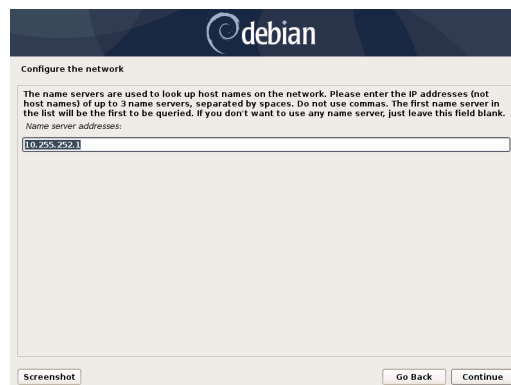 debian
Configure the network
The name servers are used to look up host names on the network. Please enter the IP addresses (not
host names) of up to 3 name servers, separated by spaces. Do not use commas. The first name server in
the list will be the first to be queried. If you don't want to use any name server, just leave this field blank.
Name server addresses:
10.255.252.1
Screenshot
Go Back
Continue